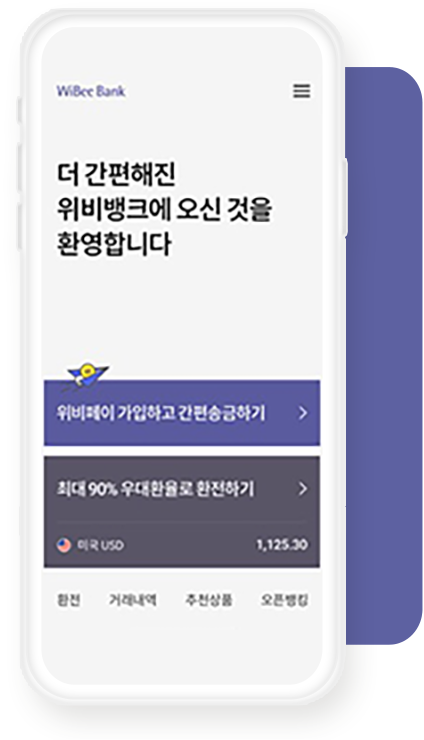 WiBee Bank
더 간편해진
위비뱅크에 오신 것을
환영합니다
위비페이 가입하고 간편송금하기
최대 90% 우대환율로 환전하기
미국 USD 1,125.30
환전 거래내역 추천상품 오픈뱅킹